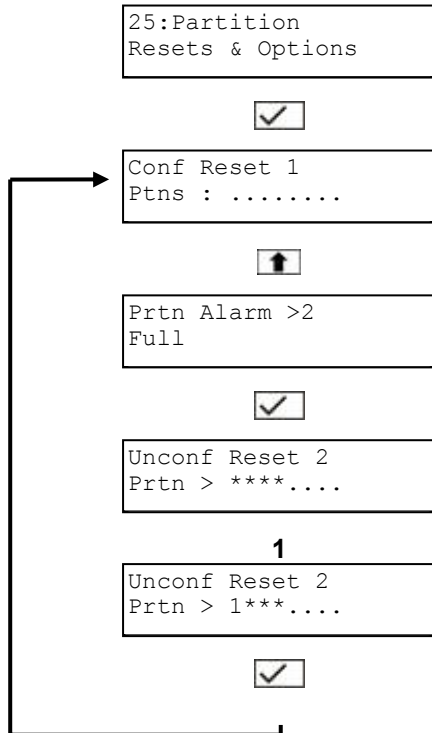 25:Partition
Resets & Options
Conf Reset 1
Ptns : ........
Prtn Alarm >2
Full
Unconf Reset 2
Prtn > ****....
1
Unconf Reset 2
Prtn > 1***....